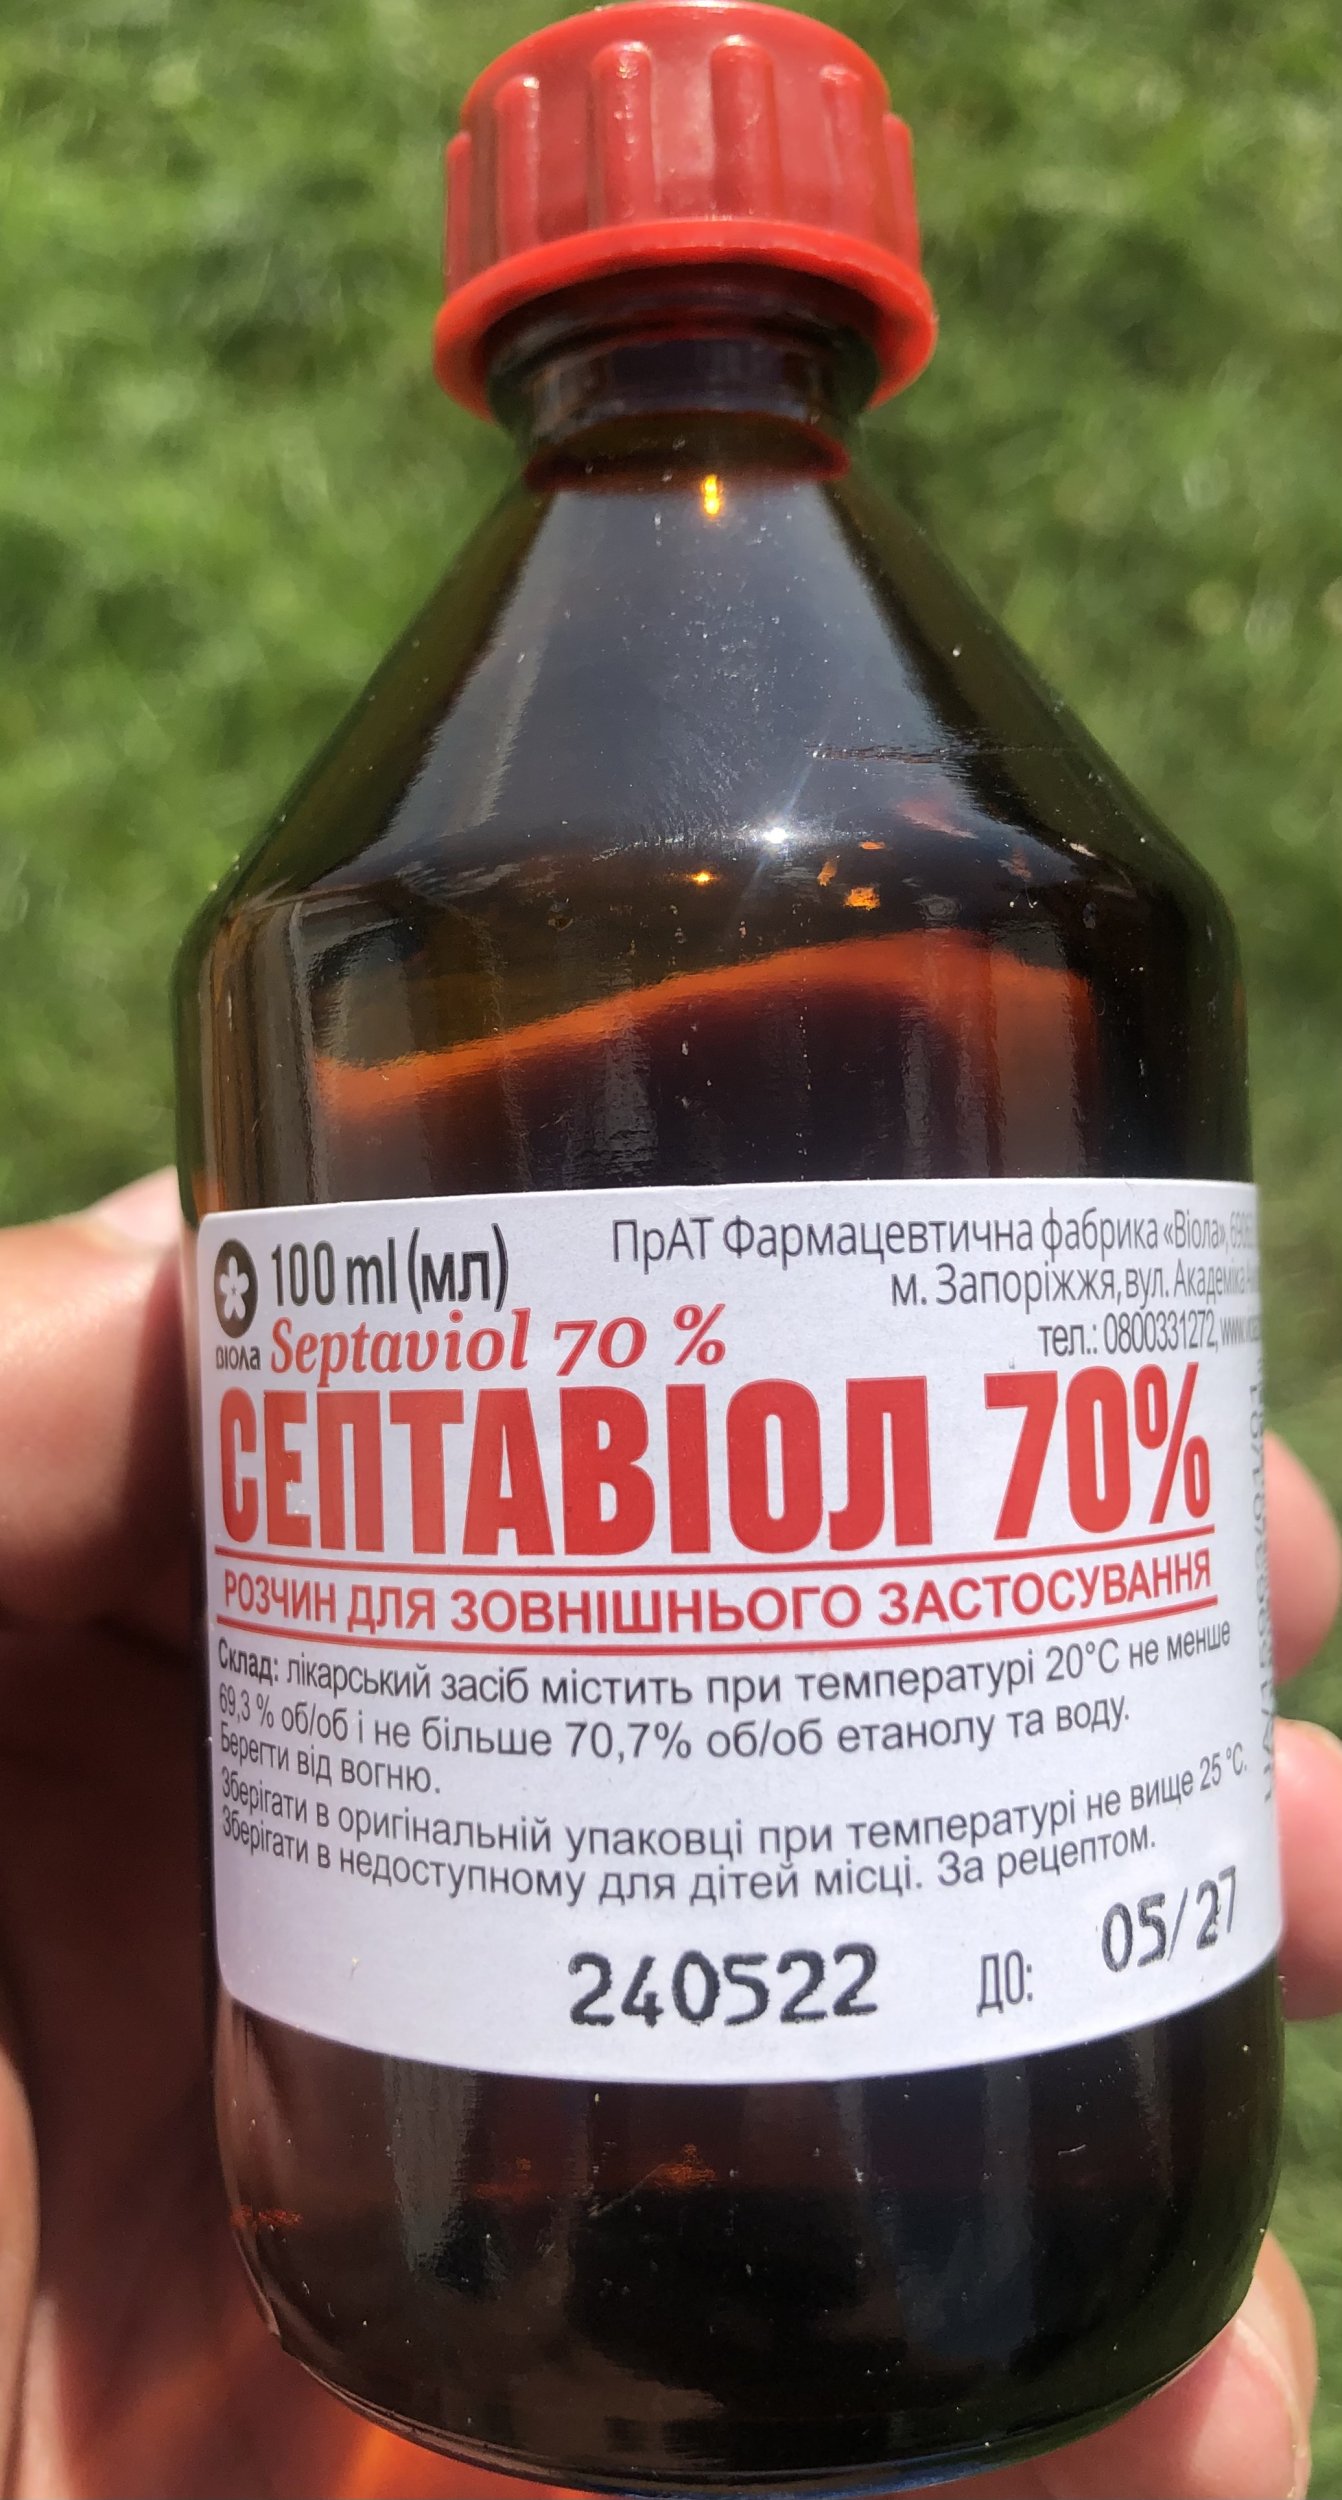 100 ml (мл)
ВІОЛА
Septaviol 70 %
ПрАТ Фармацевтична фабрика «Віола»,
м. Запоріжжя, вул. Академіка
тел.: 0800331272,
СЕПТАВІОЛ 70%
РОЗЧИН ДЛЯ ЗОВНІШНЬОГО ЗАСТОСУВАННЯ
Склад: лікарський засіб містить при температурі 20°С не менше
69,3 % об/об і не більше 70,7% об/об етанолу та воду.
Берегти від вогню.
Зберігати в оригінальній упаковці при температурі не вище 25 °С.
Зберігати в недоступному для дітей місці. За рецептом.
240522 ДО: 05/27